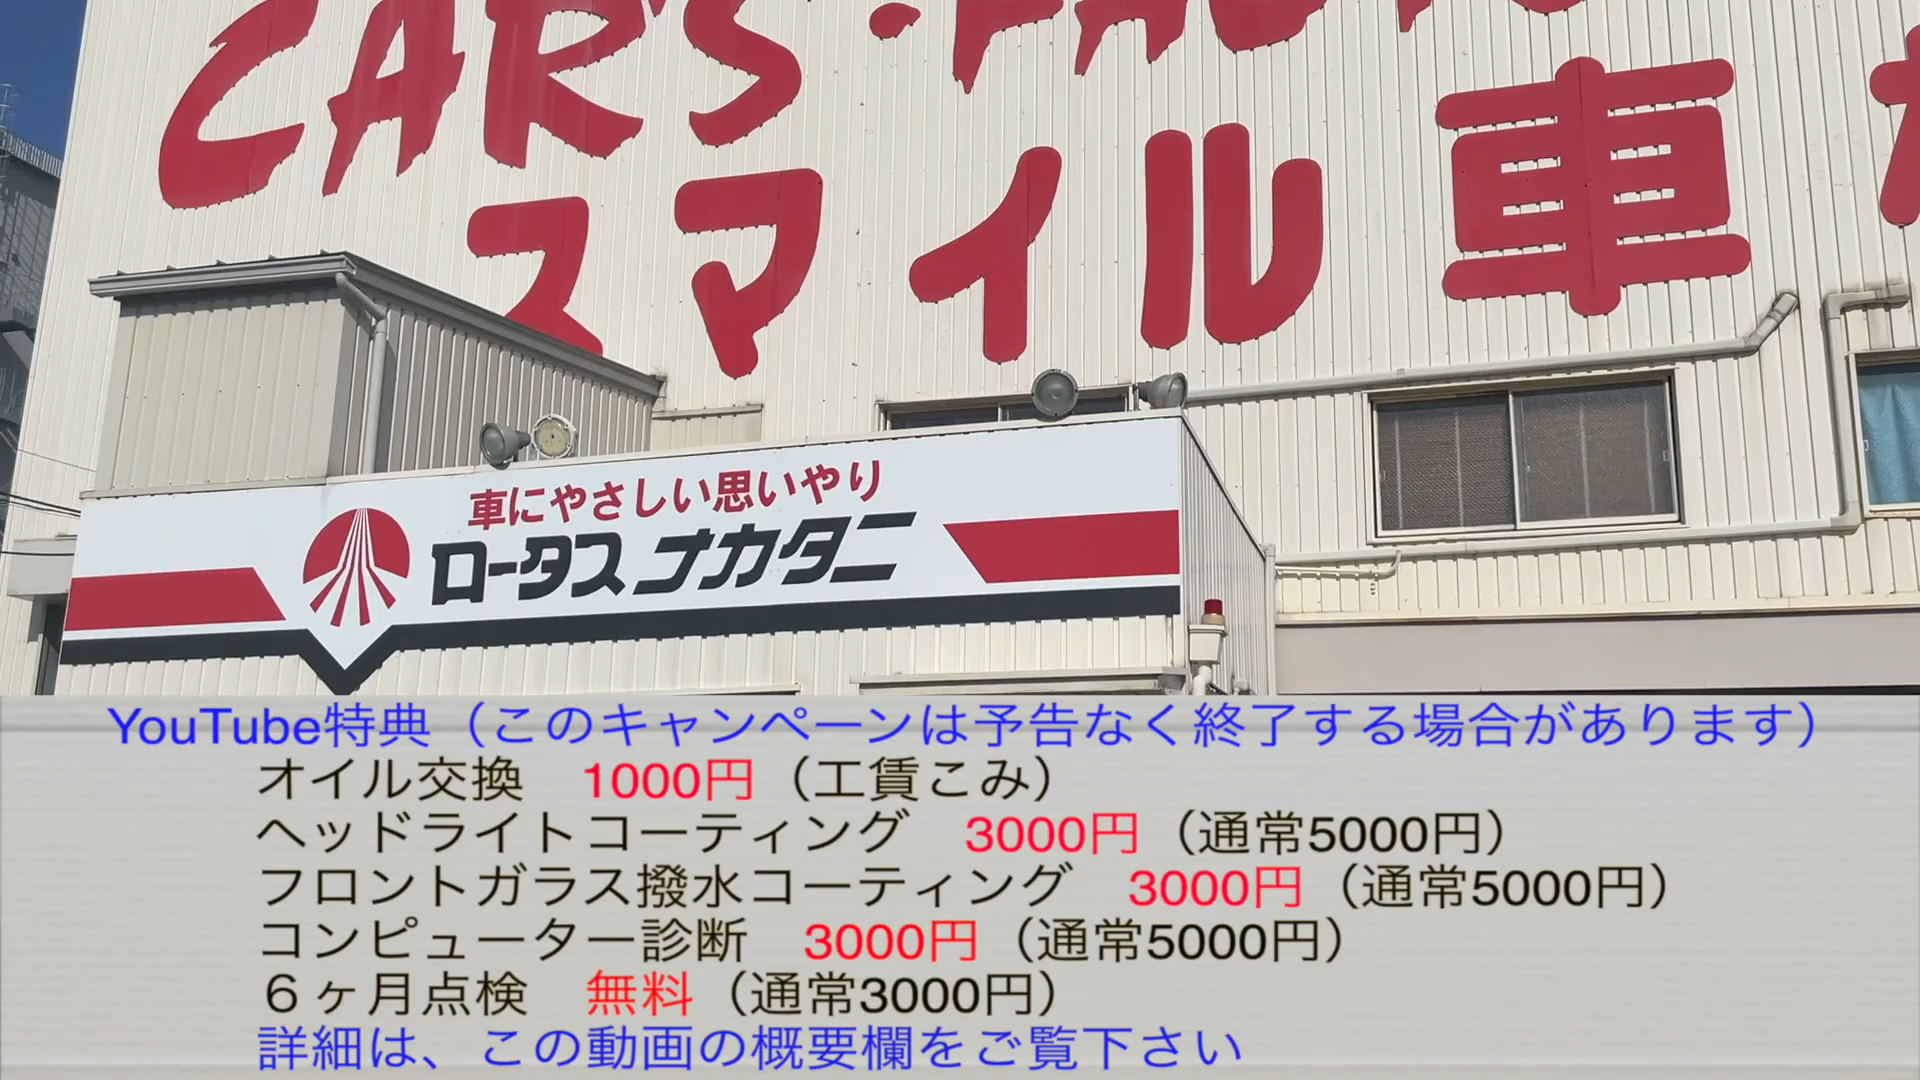 CAR'S・FACTO
スマイル車
車にやさしい思いやり
ロータスナカタニ
YouTube特典（このキャンペーンは予告なく終了する場合があります）
オイル交換　1000円（工賃こみ）
ヘッドライトコーティング　3000円（通常5000円）
フロントガラス撥水コーティング　3000円（通常5000円）
コンピューター診断　3000円（通常5000円）
６ヶ月点検　無料（通常3000円）
詳細は、この動画の概要欄をご覧下さい